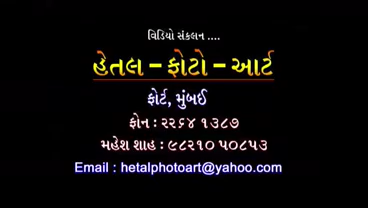 વિડિયો સંકલન ....
હેતલ – ફોટો – આર્ટ
ફોર્ટ, મુંબઈ
ફોન : ૨૨૬૪ ૧૩૮૭
મહેશ શાહ : ૯૮૨૧૦ ૫૦૮૫૩
Email : hetalphotoart@yahoo.com